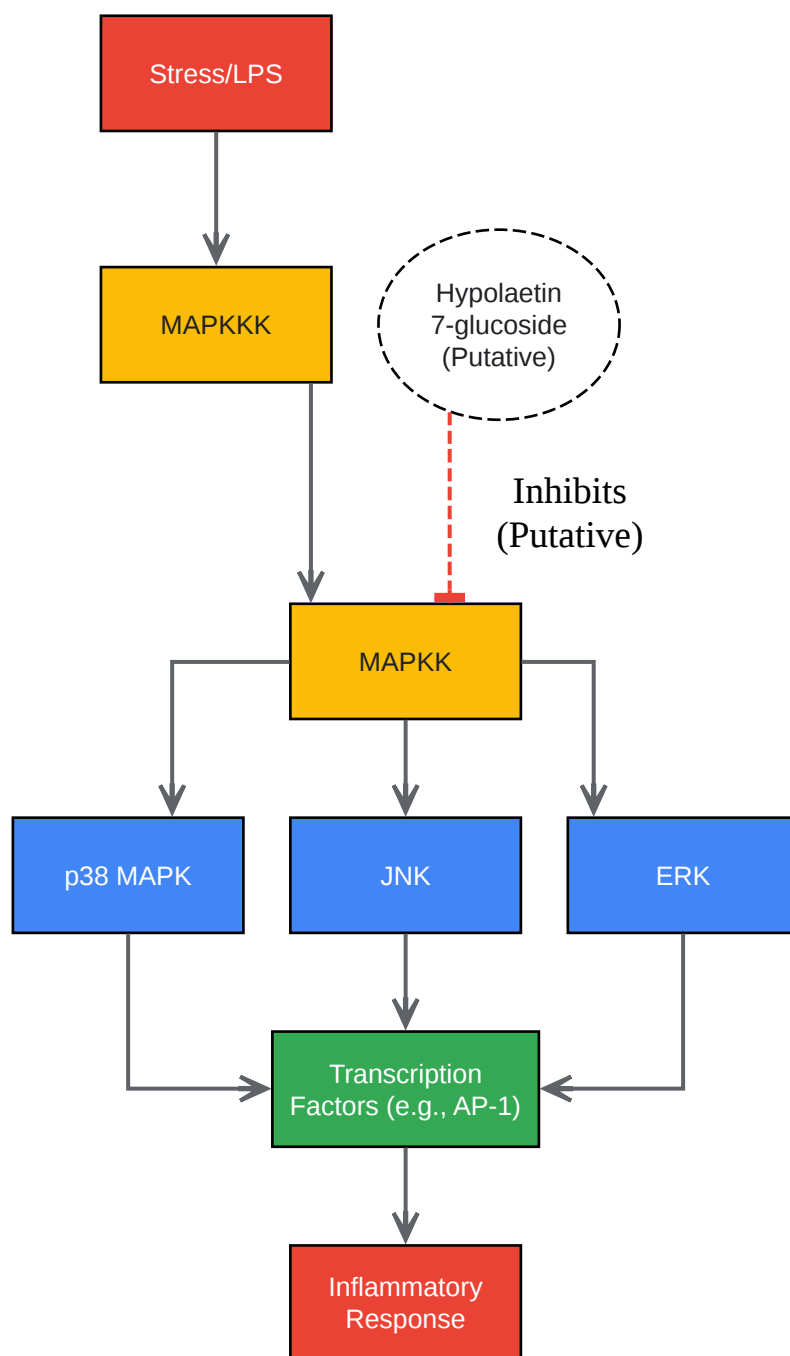 Stress/LPS
MAPKKK
Hypolaetin
7-glucoside
(Putative)
Inhibits
(Putative)
MAPKK
p38 MAPK
JNK
ERK
Transcription
Factors (e.g., AP-1)
Inflammatory
Response